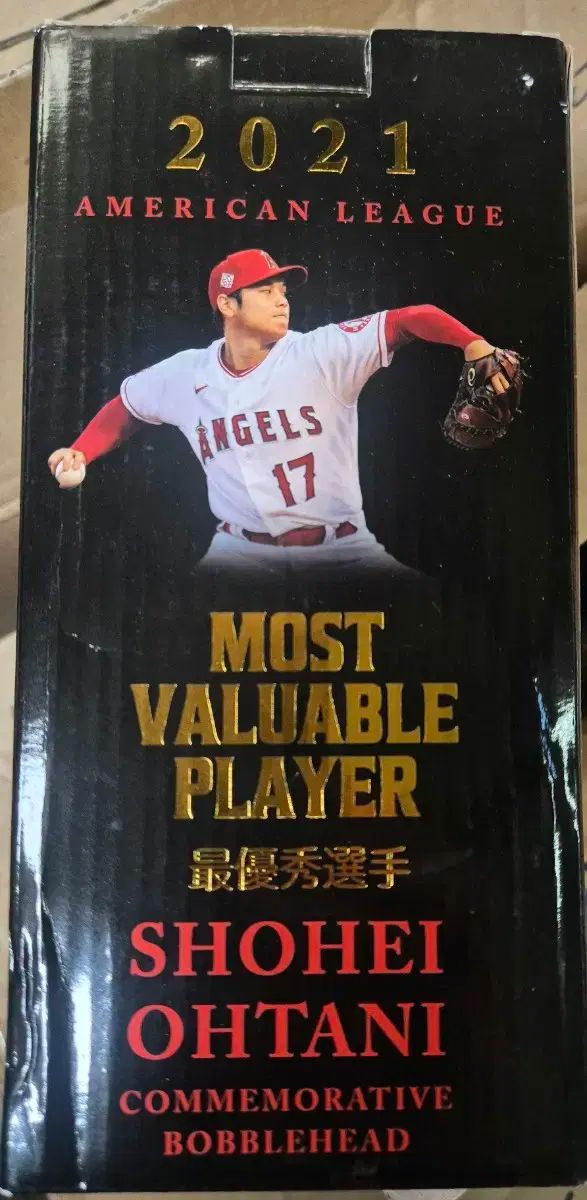 2021
AMERICAN LEAGUE
ANGELS
17
MOST
VALUABLE
PLAYER
最優秀選手
SHOHEI
OHTANI
COMMEMORATIVE
BOBBLEHEAD